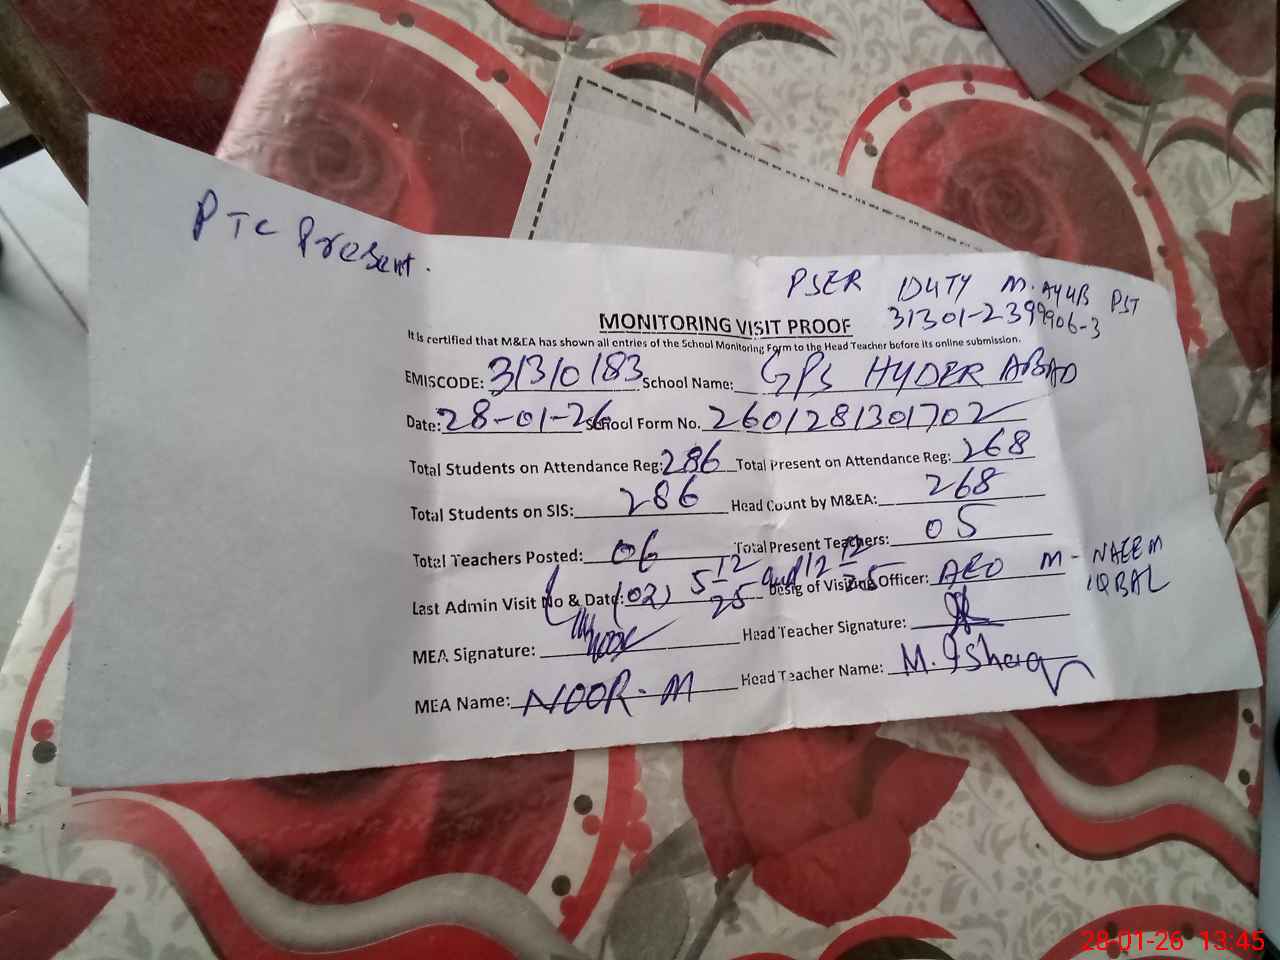 PTC Present.
PSER DUTY M. AYUB PST
31301-2399906-3
MONITORING VISIT PROOF
It is certified that M&EA has shown all entries of the School Monitoring Form to the Head Teacher before its online submission.
EMISCODE: 31310183 School Name: GPS HYDER ABAD
Date: 28-01-26 School Form No. 2601281301702
Total Students on Attendance Reg: 286 Total Present on Attendance Reg: 268
Total Students on SIS: 286 Head Count by M&EA: 268
Total Teachers Posted: 06 Total Present Teachers: 05
Last Admin Visit No & Date: (02) 5 12 25 and 12 12 25 Desig of Visiting Officer: AEO M-NAEEM IQBAL
MEA Signature: Head Teacher Signature:
MEA Name: NOOR-M Head Teacher Name: M. Ishaq
28-01-26 13:45